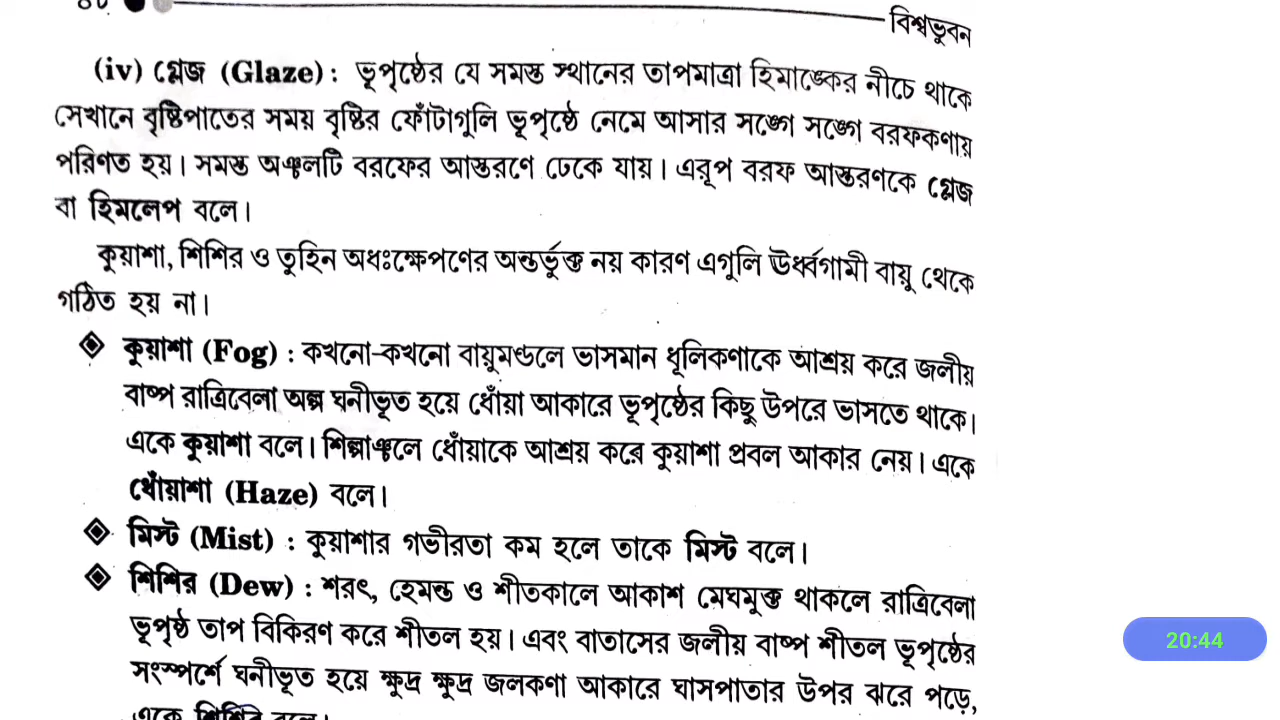 বিশ্বভুবন
(iv) গ্লেজ (Glaze) : ভূপৃষ্ঠের যে সমস্ত স্থানের তাপমাত্রা হিমাঙ্কের নীচে থাকে
সেখানে বৃষ্টিপাতের সময় বৃষ্টির ফোঁটাগুলি ভূপৃষ্ঠে নেমে আসার সঙ্গে সঙ্গে বরফকণায়
পরিণত হয়। সমস্ত অঞ্চলটি বরফের আস্তরণে ঢেকে যায়। এরূপ বরফ আস্তরণকে গ্লেজ
বা হিমলেপ বলে।
কুয়াশা, শিশির ও তুহিন অধঃক্ষেপণের অন্তর্ভুক্ত নয় কারণ এগুলি ঊর্ধ্বগামী বায়ু থেকে
গঠিত হয় না।
কুয়াশা (Fog) : কখনো-কখনো বায়ুমণ্ডলে ভাসমান ধূলিকণাকে আশ্রয় করে জলীয়
বাষ্প রাত্রিবেলা অল্প ঘনীভূত হয়ে ধোঁয়া আকারে ভূপৃষ্ঠের কিছু উপরে ভাসতে থাকে।
একে কুয়াশা বলে। শিল্পাঞ্চলে ধোঁয়াকে আশ্রয় করে কুয়াশা প্রবল আকার নেয়। একে
ধোঁয়াশা (Haze) বলে।
মিস্ট (Mist) : কুয়াশার গভীরতা কম হলে তাকে মিস্ট বলে।
শিশির (Dew) : শরৎ, হেমন্ত ও শীতকালে আকাশ মেঘমুক্ত থাকলে রাত্রিবেলা
ভূপৃষ্ঠ তাপ বিকিরণ করে শীতল হয়। এবং বাতাসের জলীয় বাষ্প শীতল ভূপৃষ্ঠের
সংস্পর্শে ঘনীভূত হয়ে ক্ষুদ্র ক্ষুদ্র জলকণা আকারে ঘাসপাতার উপর ঝরে পড়ে,
একে শিশির বলে।
20:44